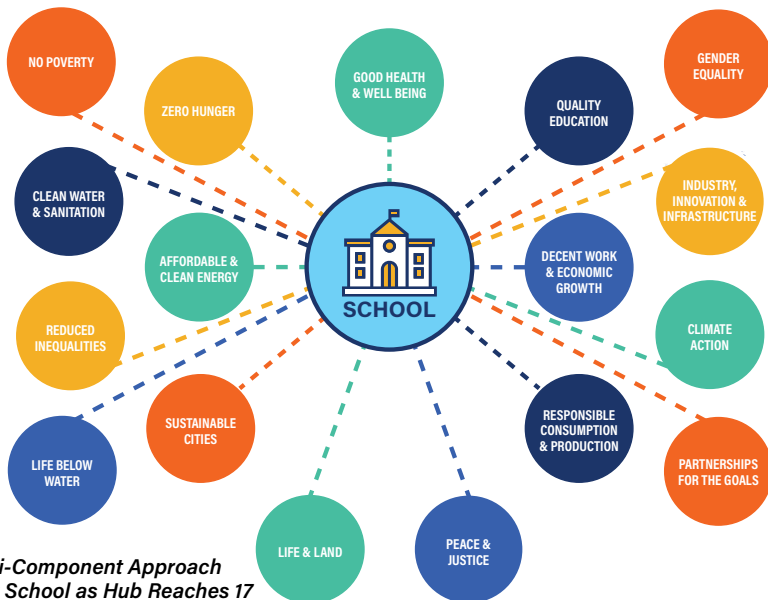 NO POVERTY
ZERO HUNGER
GOOD HEALTH
& WELL BEING
QUALITY
EDUCATION
GENDER
EQUALITY
CLEAN WATER
& SANITATION
INDUSTRY,
INNOVATION &
INFRASTRUCTURE
AFFORDABLE &
CLEAN ENERGY
SCHOOL
DECENT WORK
& ECONOMIC
GROWTH
REDUCED
INEQUALITIES
CLIMATE
ACTION
SUSTAINABLE
CITIES
RESPONSIBLE
CONSUMPTION
& PRODUCTION
LIFE BELOW
WATER
PARTNERSHIPS
FOR THE GOALS
LIFE & LAND
PEACE &
JUSTICE
i-Component Approach
School as Hub Reaches 17